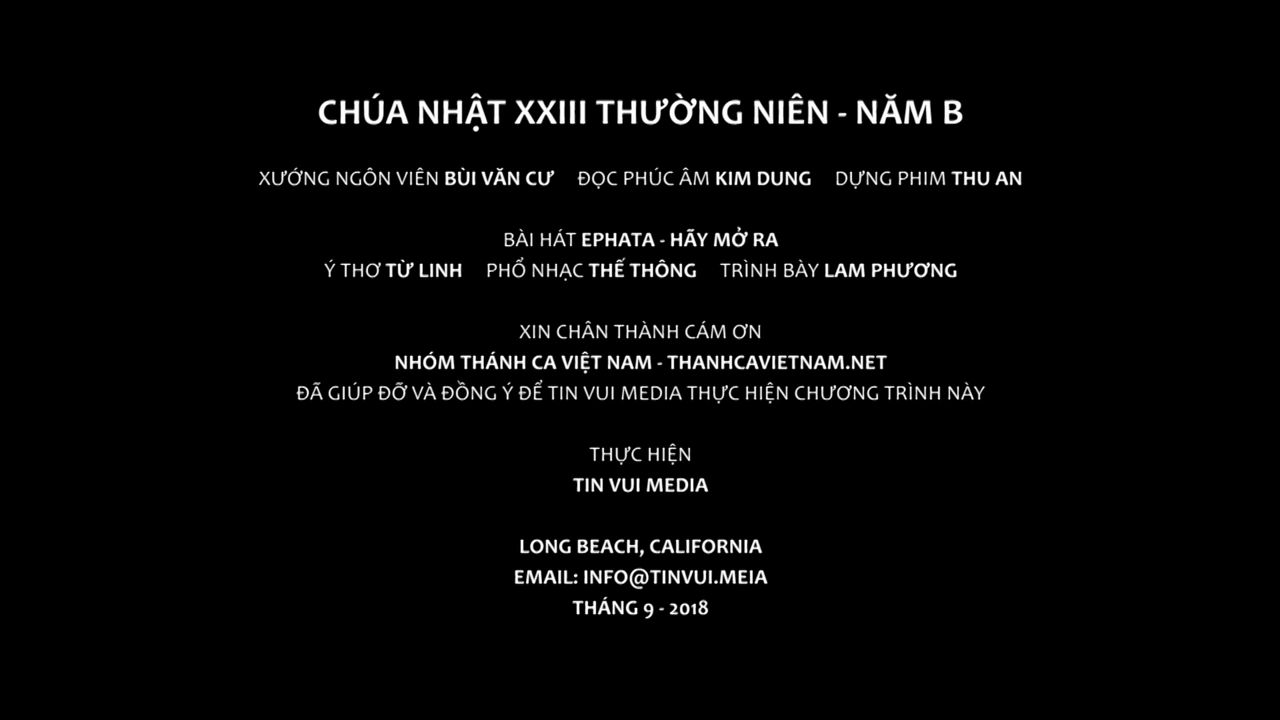 CHÚA NHẬT XXIII THƯỜNG NIÊN - NĂM B
XƯỚNG NGÔN VIÊN BÙI VĂN CƯ ĐỌC PHÚC ÂM KIM DUNG DỰNG PHIM THU AN
BÀI HÁT EPHATA - HÃY MỞ RA
Ý THƠ TỪ LINH PHỔ NHẠC THẾ THÔNG TRÌNH BÀY LAM PHƯƠNG
XIN CHÂN THÀNH CÁM ƠN
NHÓM THÁNH CA VIỆT NAM - THANHCAVIETNAM.NET
ĐÃ GIÚP ĐỠ VÀ ĐỒNG Ý ĐỂ TIN VUI MEDIA THỰC HIỆN CHƯƠNG TRÌNH NÀY
THỰC HIỆN
TIN VUI MEDIA
LONG BEACH, CALIFORNIA
EMAIL: INFO@TINVUI.MEIA
THÁNG 9 - 2018